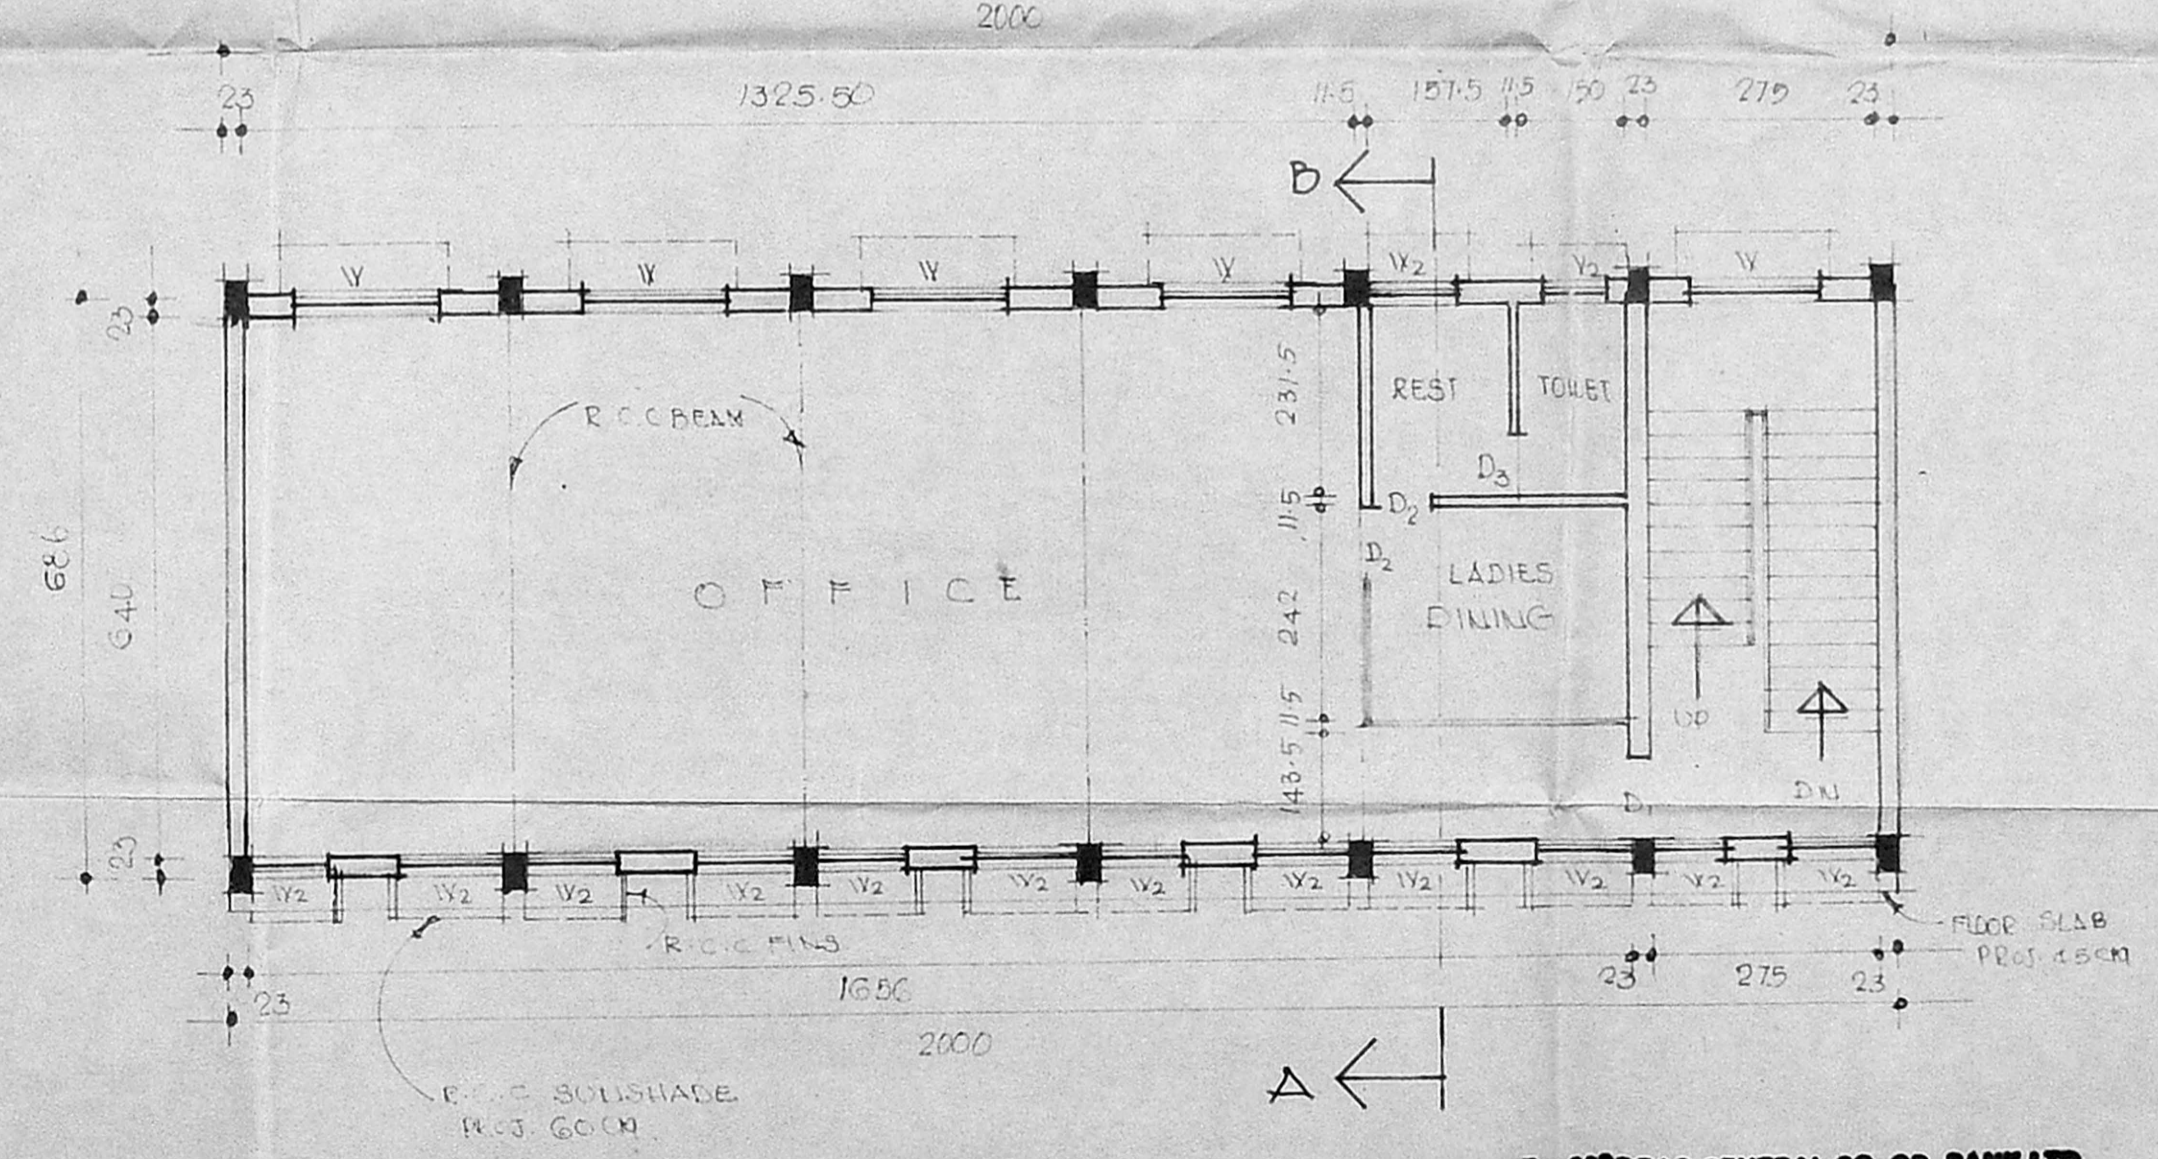 2000
23 1325.50 11.5 157.5 11.5 150 23 275 23
B
W W W W W2 V2 W
23
R.C.C BEAM
231.5
REST TOILET
D3
11.5 D2
D2
686 640
OFFICE
LADIES
DINING
242
11.5
UP
143.5
D1 DN
23
W2 W2 W2 W2 W2 W2 W2 W2 W2 W2 W2 W2
R.C.C FINS
FLOOR SLAB
PROJ. 15CM
23 1656 23 275 23
2000
A
R.C.C SUNSHADE
PROJ. 60CM.